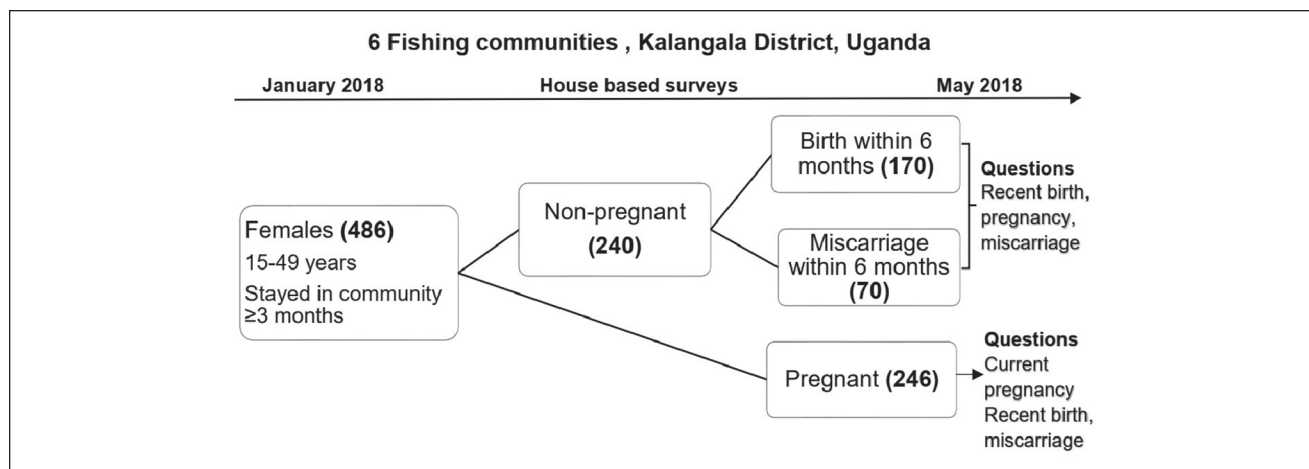 6 Fishing communities , Kalangala District, Uganda
January 2018 House based surveys May 2018
Females (486)
15-49 years
Stayed in community
≥3 months
Non-pregnant
(240)
Birth within 6
months (170)
Miscarriage
within 6 months
(70)
Questions
Recent birth,
pregnancy,
miscarriage
Pregnant (246)
Questions
Current
pregnancy
Recent birth,
miscarriage